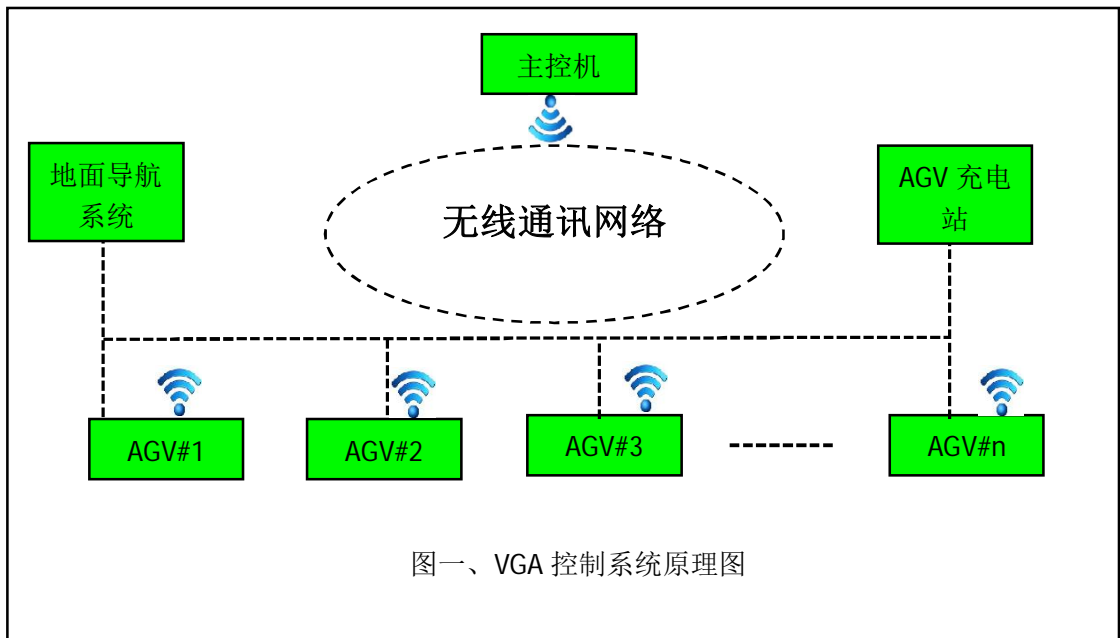 主控机
地面导航
系统
AGV 充电
站
无线通讯网络
AGV#1
AGV#2
AGV#3
AGV#n
图一、VGA 控制系统原理图